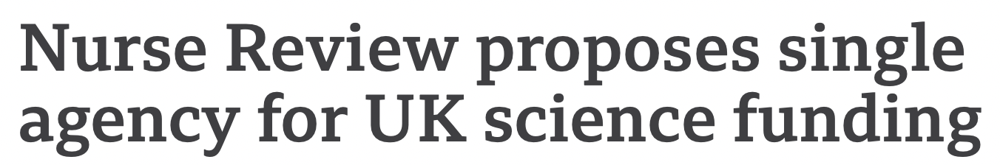 Nurse Review proposes single
agency for UK science funding